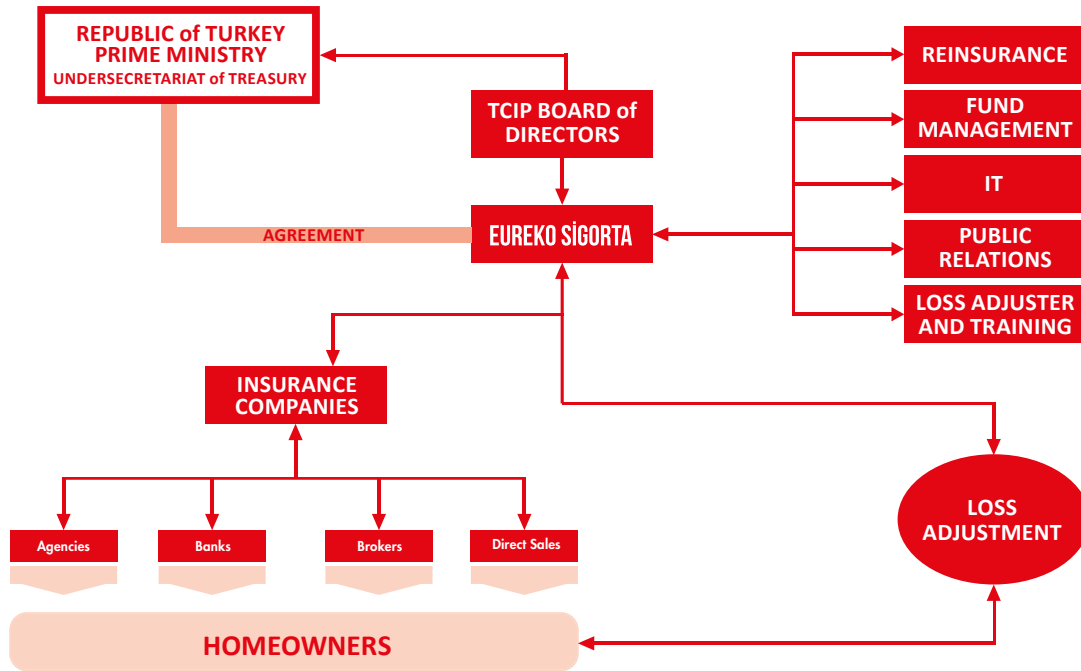 REPUBLIC of TURKEY
PRIME MINISTRY
UNDERSECRETARIAT of TREASURY
TCIP BOARD of
DIRECTORS
EUREKO SİGORTA
AGREEMENT
REINSURANCE
FUND
MANAGEMENT
IT
PUBLIC
RELATIONS
LOSS ADJUSTER
AND TRAINING
INSURANCE
COMPANIES
Agencies
Banks
Brokers
Direct Sales
LOSS
ADJUSTMENT
HOMEOWNERS